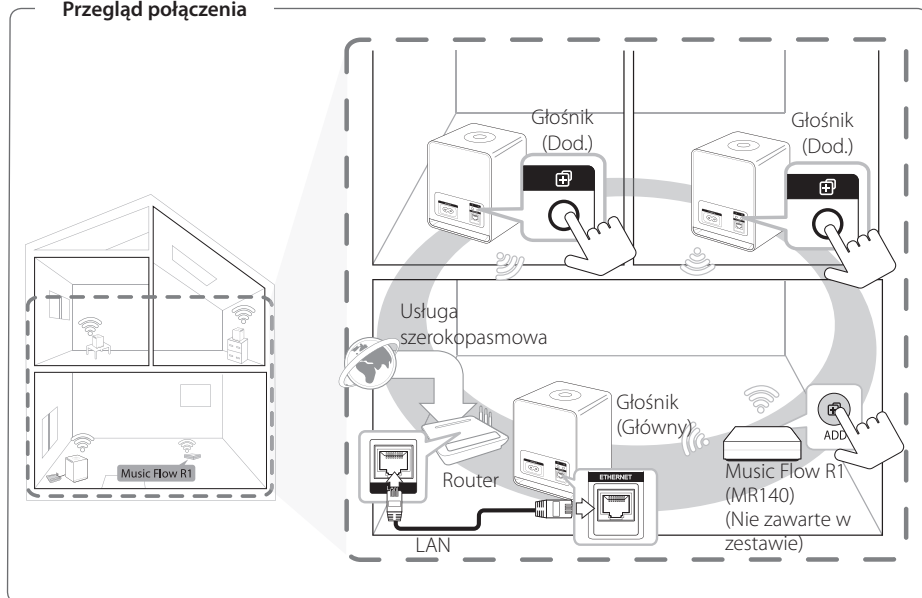 Przegląd połączenia
Głośnik
(Dod.)
Głośnik
(Dod.)
Usługa
szerokopasmowa
Głośnik
(Główny)
ADD
Router
ETHERNET
Music Flow R1
Music Flow R1
(MR140)
(Nie zawarte w
zestawie)
LAN